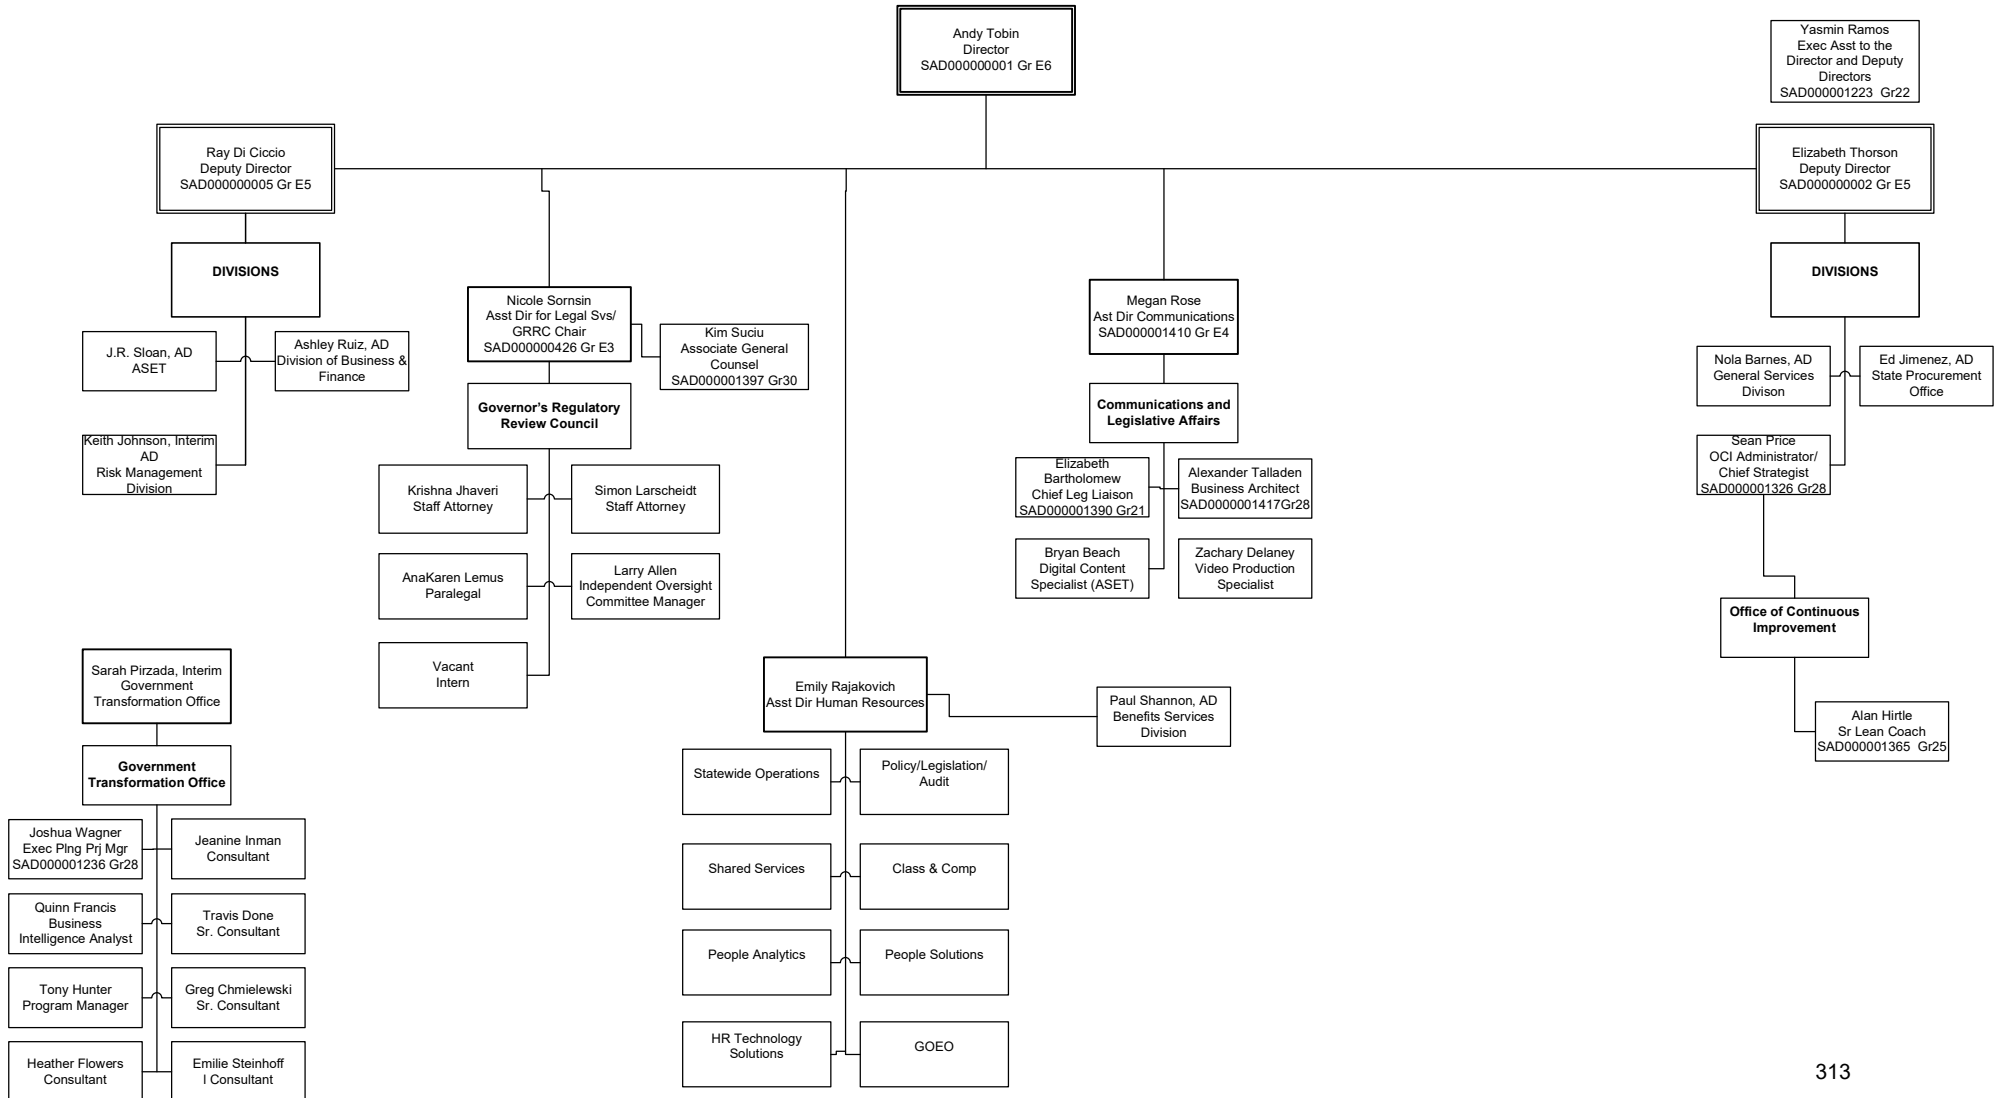 Andy Tobin
Director
SAD000000001 Gr E6
Yasmin Ramos
Exec Asst to the
Director and Deputy
Directors
SAD000001223 Gr22
Ray Di Ciccio
Deputy Director
SAD000000005 Gr E5
Elizabeth Thorson
Deputy Director
SAD000000002 Gr E5
DIVISIONS
J.R. Sloan, AD
ASET
Ashley Ruiz, AD
Division of Business &
Finance
Keith Johnson, Interim
AD
Risk Management
Division
Nicole Sornsin
Asst Dir for Legal Svs/
GRRC Chair
SAD000000426 Gr E3
Kim Suciu
Associate General
Counsel
SAD000001397 Gr30
Governor's Regulatory
Review Council
Krishna Jhaveri
Staff Attorney
Simon Larscheidt
Staff Attorney
AnaKaren Lemus
Paralegal
Larry Allen
Independent Oversight
Committee Manager
Vacant
Intern
Megan Rose
Ast Dir Communications
SAD000001410 Gr E4
Communications and
Legislative Affairs
Elizabeth
Bartholomew
Chief Leg Liaison
SAD000001390 Gr21
Alexander Talladen
Business Architect
SAD0000001417Gr28
Bryan Beach
Digital Content
Specialist (ASET)
Zachary Delaney
Video Production
Specialist
DIVISIONS
Nola Barnes, AD
General Services
Divison
Ed Jimenez, AD
State Procurement
Office
Sean Price
OCI Administrator/
Chief Strategist
SAD000001326 Gr28
Office of Continuous
Improvement
Alan Hirtle
Sr Lean Coach
SAD000001365 Gr25
Sarah Pirzada, Interim
Government
Transformation Office
Government
Transformation Office
Joshua Wagner
Exec Plng Prj Mgr
SAD000001236 Gr28
Jeanine Inman
Consultant
Quinn Francis
Business
Intelligence Analyst
Travis Done
Sr. Consultant
Tony Hunter
Program Manager
Greg Chmielewski
Sr. Consultant
Heather Flowers
Consultant
Emilie Steinhoff
l Consultant
Emily Rajakovich
Asst Dir Human Resources
Paul Shannon, AD
Benefits Services
Division
Statewide Operations
Policy/Legislation/
Audit
Shared Services
Class & Comp
People Analytics
People Solutions
HR Technology
Solutions
GOEO
313